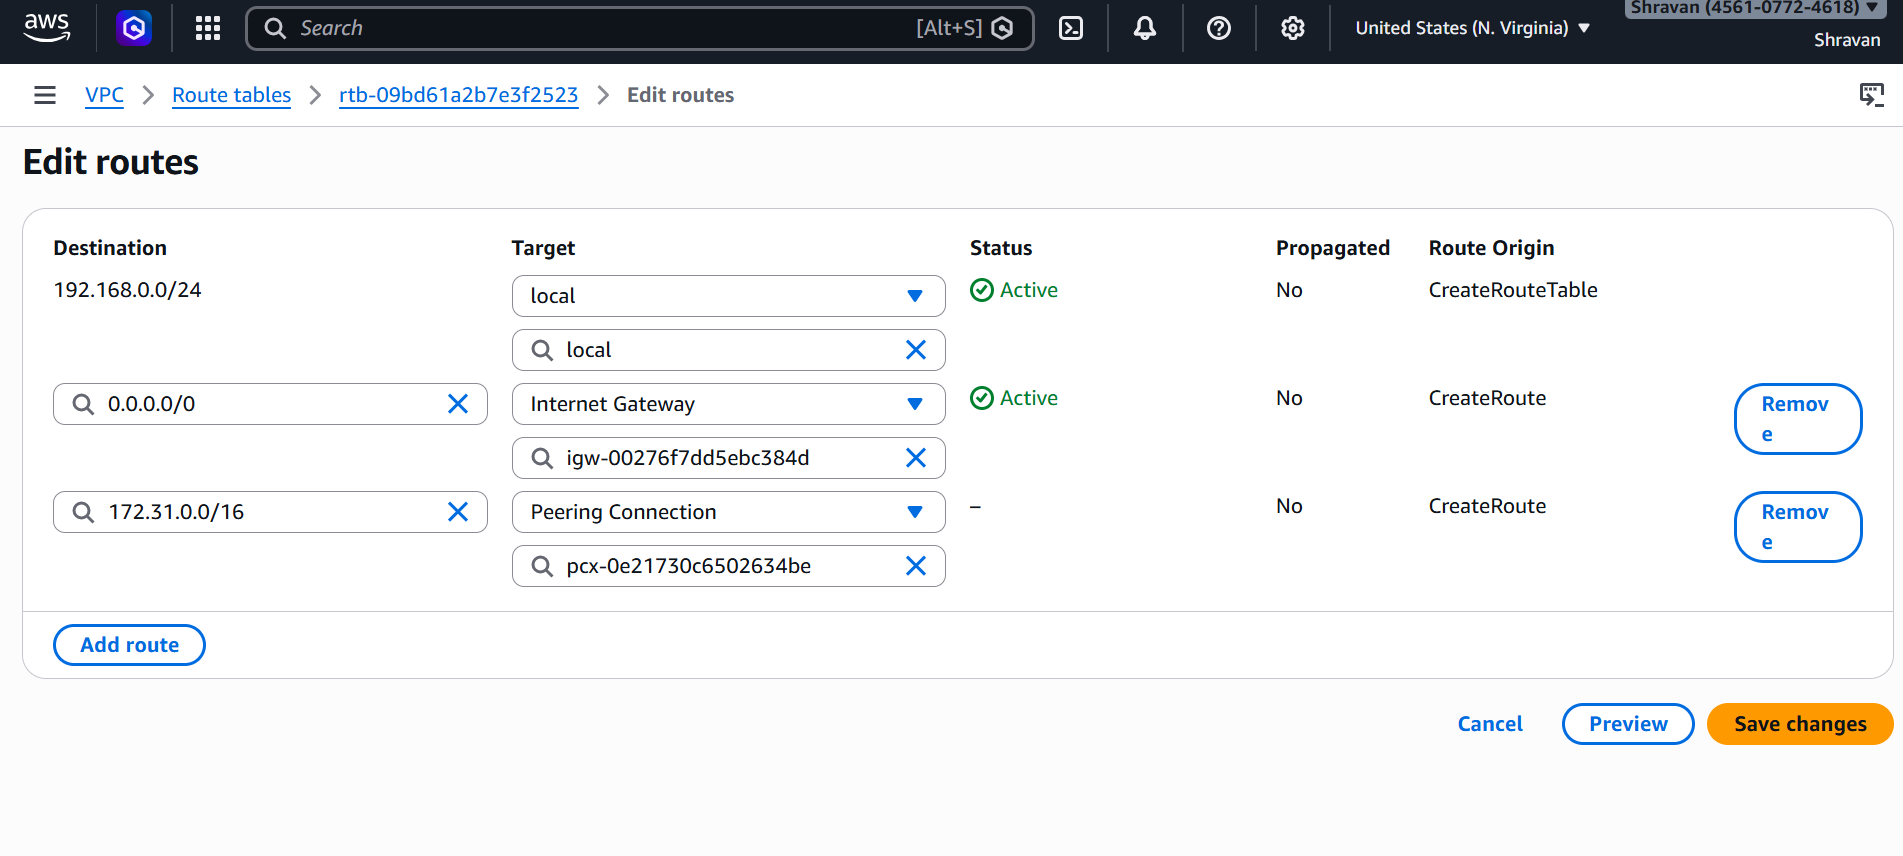 aws
Search [Alt+S]
United States (N. Virginia)
Shravan (4561-0772-4618)
Shravan
VPC
Route tables
rtb-09bd61a2b7e3f2523
Edit routes
Edit routes
Destination Target Status Propagated Route Origin
192.168.0.0/24 local Active No CreateRouteTable
local
0.0.0.0/0 Internet Gateway Active No CreateRoute Remov
e
igw-00276f7dd5ebc384d
172.31.0.0/16 Peering Connection – No CreateRoute Remov
e
pcx-0e21730c6502634be
Add route
Cancel Preview Save changes